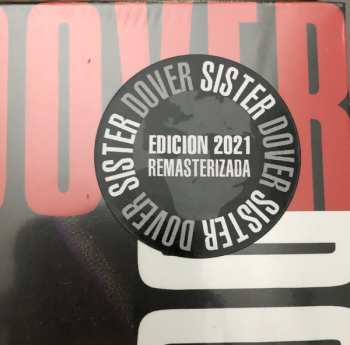 DOVER
SISTER DOVER SISTER DOVER SISTER DOVER
EDICION 2021
REMASTERIZADA